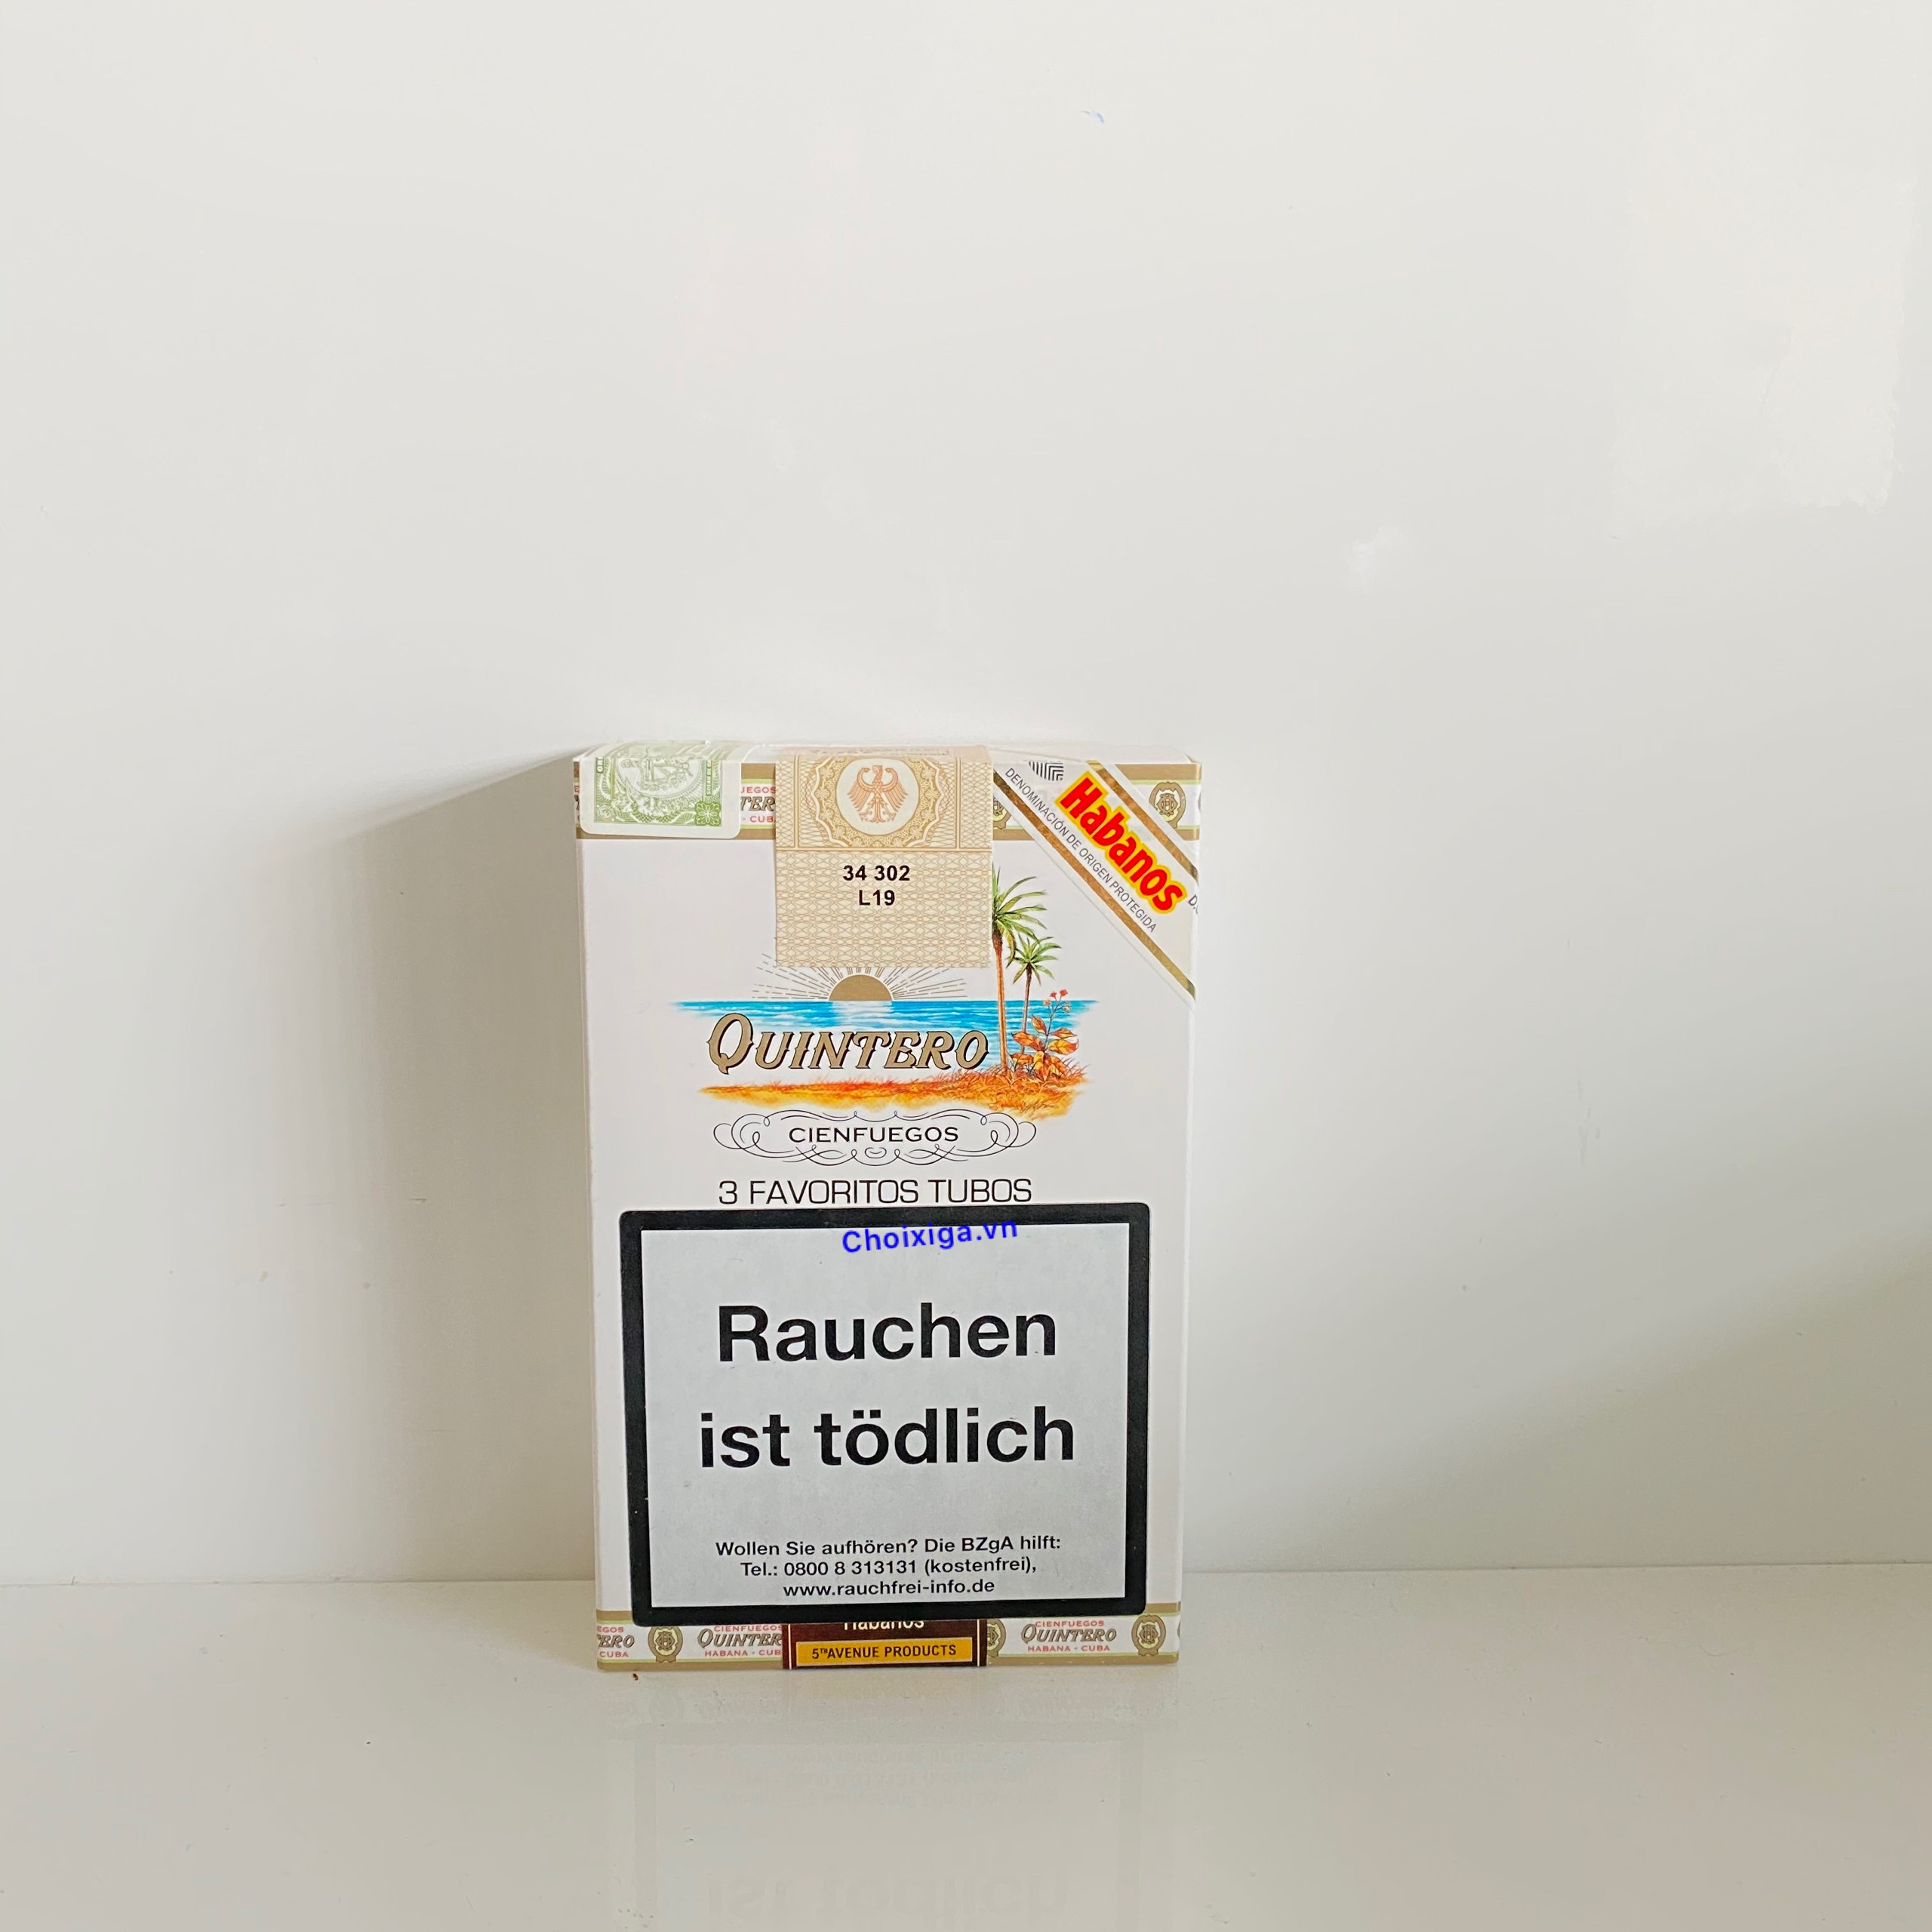 34 302
L19
Habanos
DENOMINACIÓN DE ORIGEN PROTEGIDA
QUINTERO
CIENFUEGOS
3 FAVORITOS TUBOS
Choixiga.vn
Rauchen
ist tödlich
Wollen Sie aufhören? Die BZgA hilft:
Tel.: 0800 8 313131 (kostenfrei),
www.rauchfrei-info.de
CIENFUEGOS
QUINTERO
HABANA - CUBA
Habanos
5TH AVENUE PRODUCTS
CIENFUEGOS
QUINTERO
HABANA - CUBA